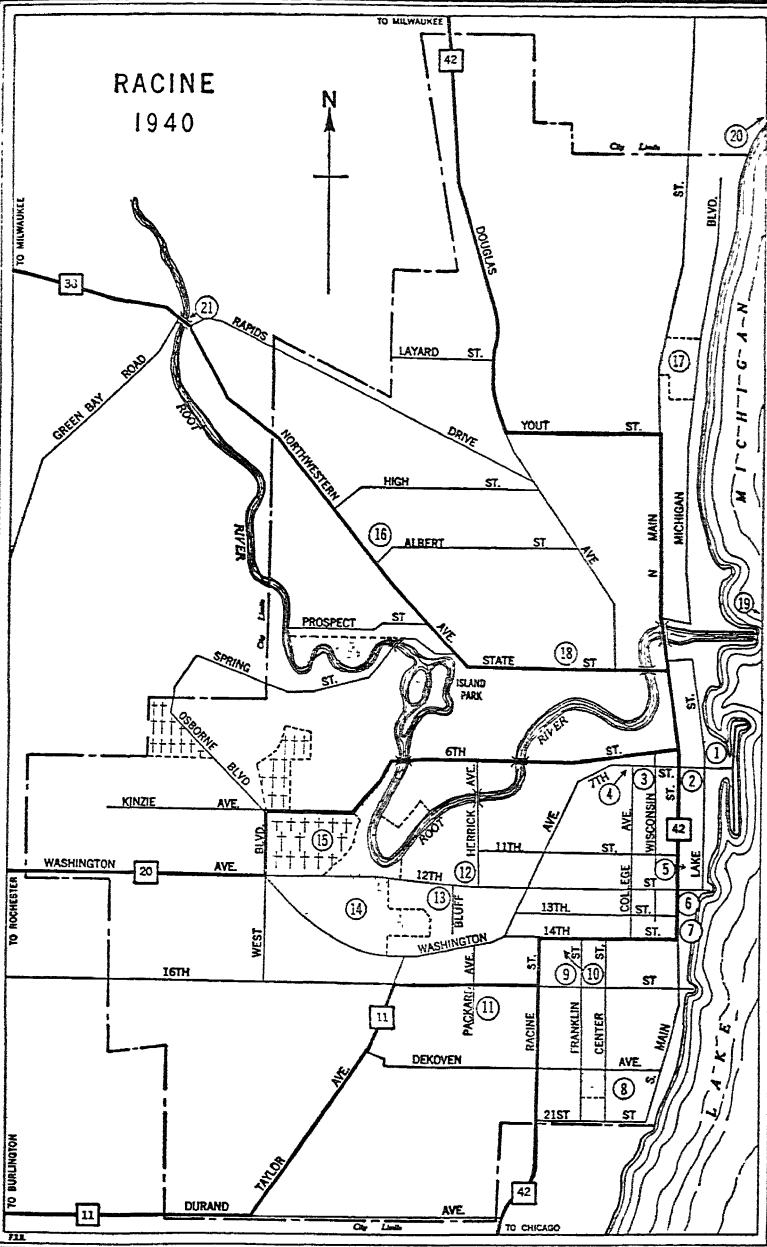 TO MILWAUKEE
42
RACINE
1940
N
City Limits
20
ST.
BLVD.
TO MILWAUKEE
33
DOUGLAS
21
RAPIDS
LAYARD ST.
17
MICHIGAN
GREEN BAY ROAD
ROOT
YOUT ST.
NORTHWESTERN
DRIVE
HIGH ST.
N MAIN
MICHIGAN
RIVER
16
ALBERT ST
AVE
19
City Limits
PROSPECT ST
AVE
SPRING ST.
STATE ST
18
ISLAND
PARK
ST.
OSBORNE BLVD
RIVER
6TH ST.
1
7TH ST.
4
3
2
KINZIE AVE.
ROOT
HERRICK AVE.
AVE
AVE
WISCONSIN
ST.
42
BLVD.
15
11TH ST.
LAKE
WASHINGTON AVE.
20
12TH ST
12
5
TO ROCHESTER
13
6
14
BLUFF
13TH ST.
COLLEGE
WEST
WASHINGTON
14TH ST.
7
16TH ST
AVE
ST.
ST
ST.
9
10
PACKARD
11
11
RACINE
FRANKLIN
CENTER
S. MAIN
LAKE
DEKOVEN AVE.
8
TAYLOR AVE.
21ST ST
TO BURLINGTON
42
11
DURAND AVE.
City Limits
TO CHICAGO